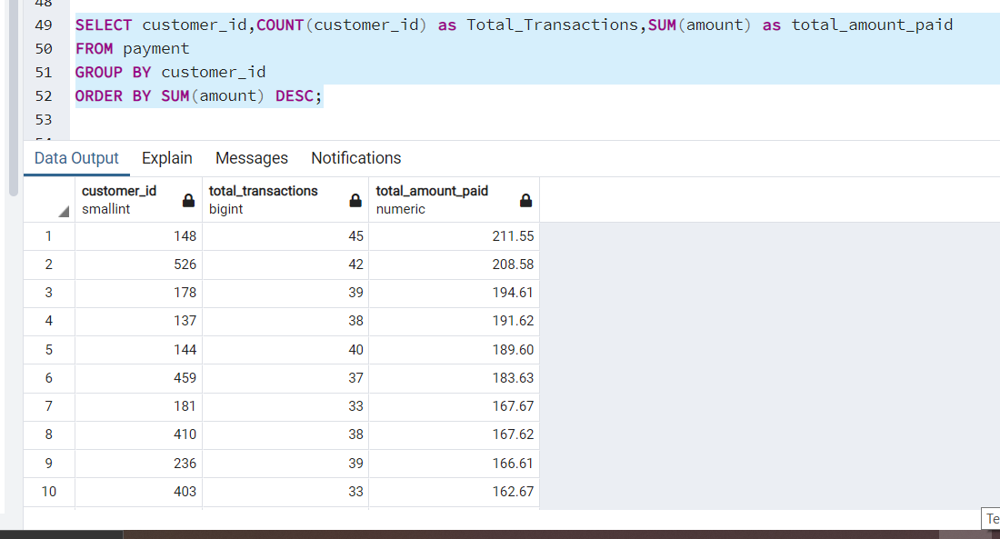 48
49 SELECT customer_id,COUNT(customer_id) as Total_Transactions,SUM(amount) as total_amount_paid
50 FROM payment
51 GROUP BY customer_id
52 ORDER BY SUM(amount) DESC;
53
Data Output Explain Messages Notifications
customer_id total_transactions total_amount_paid
smallint bigint numeric
1 148 45 211.55
2 526 42 208.58
3 178 39 194.61
4 137 38 191.62
5 144 40 189.60
6 459 37 183.63
7 181 33 167.67
8 410 38 167.62
9 236 39 166.61
10 403 33 162.67
Te